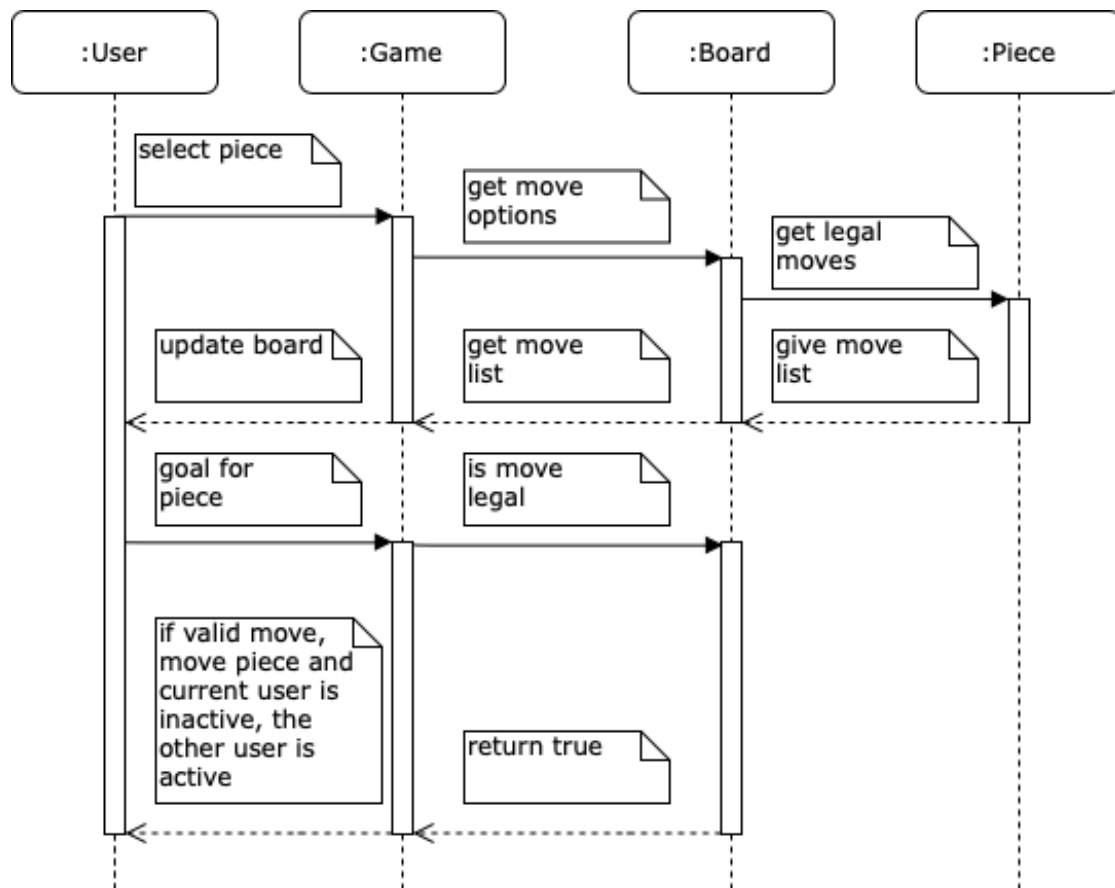 :User
:Game
:Board
:Piece
select piece
get move
options
get legal
moves
update board
get move
list
give move
list
goal for
piece
is move
legal
if valid move,
move piece and
current user is
inactive, the
other user is
active
return true